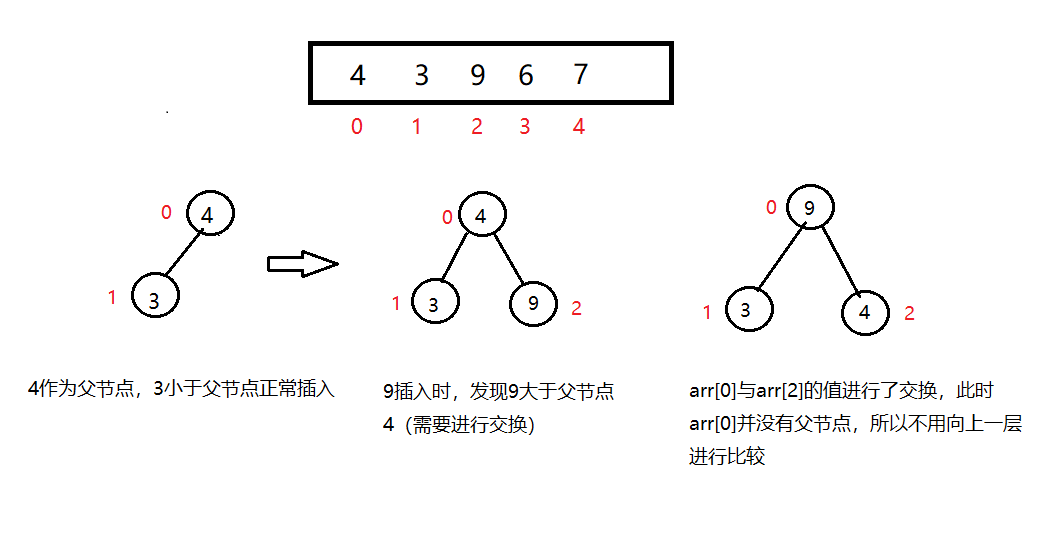 4 3 9 6 7
0 1 2 3 4
0 4
1 3
0 4
1 3 9 2
0 9
1 3 4 2
4作为父节点，3小于父节点正常插入
9插入时，发现9大于父节点
4（需要进行交换）
arr[0]与arr[2]的值进行了交换，此时
arr[0]并没有父节点，所以不用向上一层
进行比较